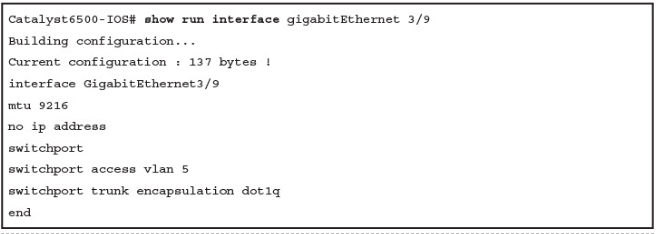 Catalyst6500-IOS# show run interface gigabitEthernet 3/9
Building configuration...
Current configuration : 137 bytes !
interface GigabitEthernet3/9
mtu 9216
no ip address
switchport
switchport access vlan 5
switchport trunk encapsulation dot1q
end